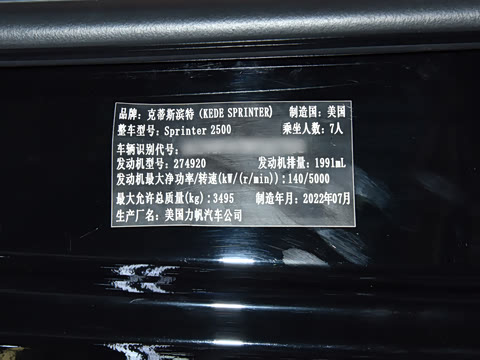 品牌：克蒂斯滨特（KEDE SPRINTER） 制造国：美国
整车型号：Sprinter 2500 乘坐人数：7人
车辆识别代号：
发动机型号：274920 发动机排量：1991mL
发动机最大净功率/转速(kW/(r/min))：140/5000
最大允许总质量(kg)：3495 制造年月：2022年07月
生产厂名：美国力帆汽车公司